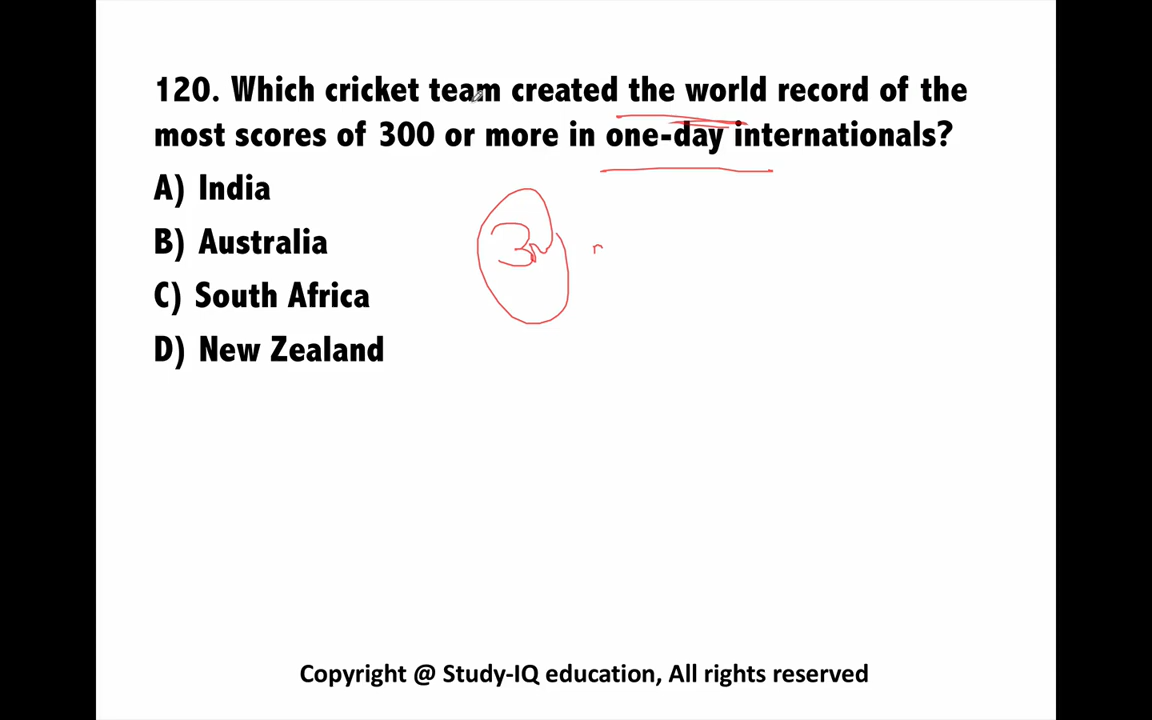 120. Which cricket team created the world record of the
most scores of 300 or more in one-day internationals?
A) India
B) Australia
C) South Africa
D) New Zealand
Copyright @ Study-IQ education, All rights reserved